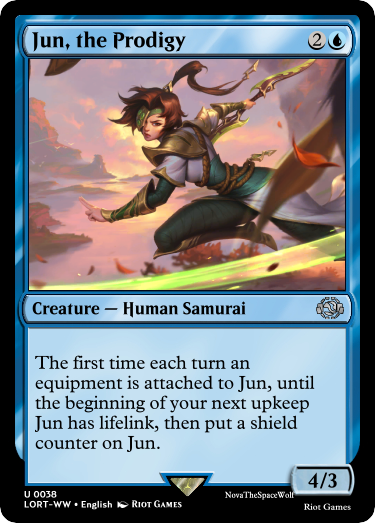 Jun, the Prodigy 2
Creature — Human Samurai
The first time each turn an
equipment is attached to Jun, until
the beginning of your next upkeep
Jun has lifelink, then put a shield
counter on Jun.
4/3
U 0038
LORT-WW • English Riot Games
NovaTheSpaceWolf
Riot Games